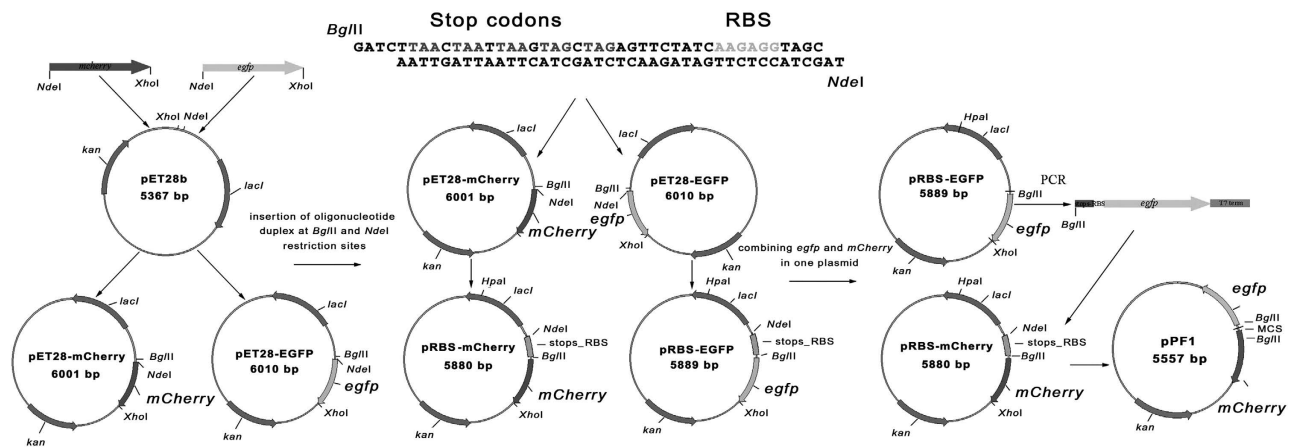 Stop codons
RBS
BglII
GATCTTAACTAATTAAGTAGCTAGAGTTCTATCAAGAGGTAGC
AATTGATTAATTCATCGATCTCAAGATAGTTCTCCATCGAT
NdeI
mcherry
NdeI
XhoI
egfp
NdeI
XhoI
XhoI
NdeI
kan
pET28b
5367 bp
lacI
lacI
pET28-mCherry
6001 bp
BglII
NdeI
mCherry
XhoI
kan
lacI
pET28-EGFP
6010 bp
BglII
NdeI
egfp
XhoI
kan
insertion of oligonucleotide
duplex at BglII and NdeI
restriction sites
lacI
pET28-mCherry
6001 bp
BglII
NdeI
mCherry
XhoI
kan
lacI
BglII
NdeI
pET28-EGFP
6010 bp
egfp
XhoI
kan
HpaI
lacI
pRBS-mCherry
5880 bp
NdeI
stops_RBS
BglII
mCherry
XhoI
kan
HpaI
lacI
pRBS-EGFP
5889 bp
NdeI
stops_RBS
BglII
egfp
XhoI
kan
combining egfp and mCherry
in one plasmid
HpaI
lacI
pRBS-EGFP
5889 bp
BglII
egfp
XhoI
kan
PCR
egfp
T7 term
BglII
HpaI
lacI
pRBS-mCherry
5880 bp
NdeI
stops_RBS
BglII
mCherry
XhoI
kan
egfp
pPF1
5557 bp
BglII
MCS
BglII
mCherry
kan